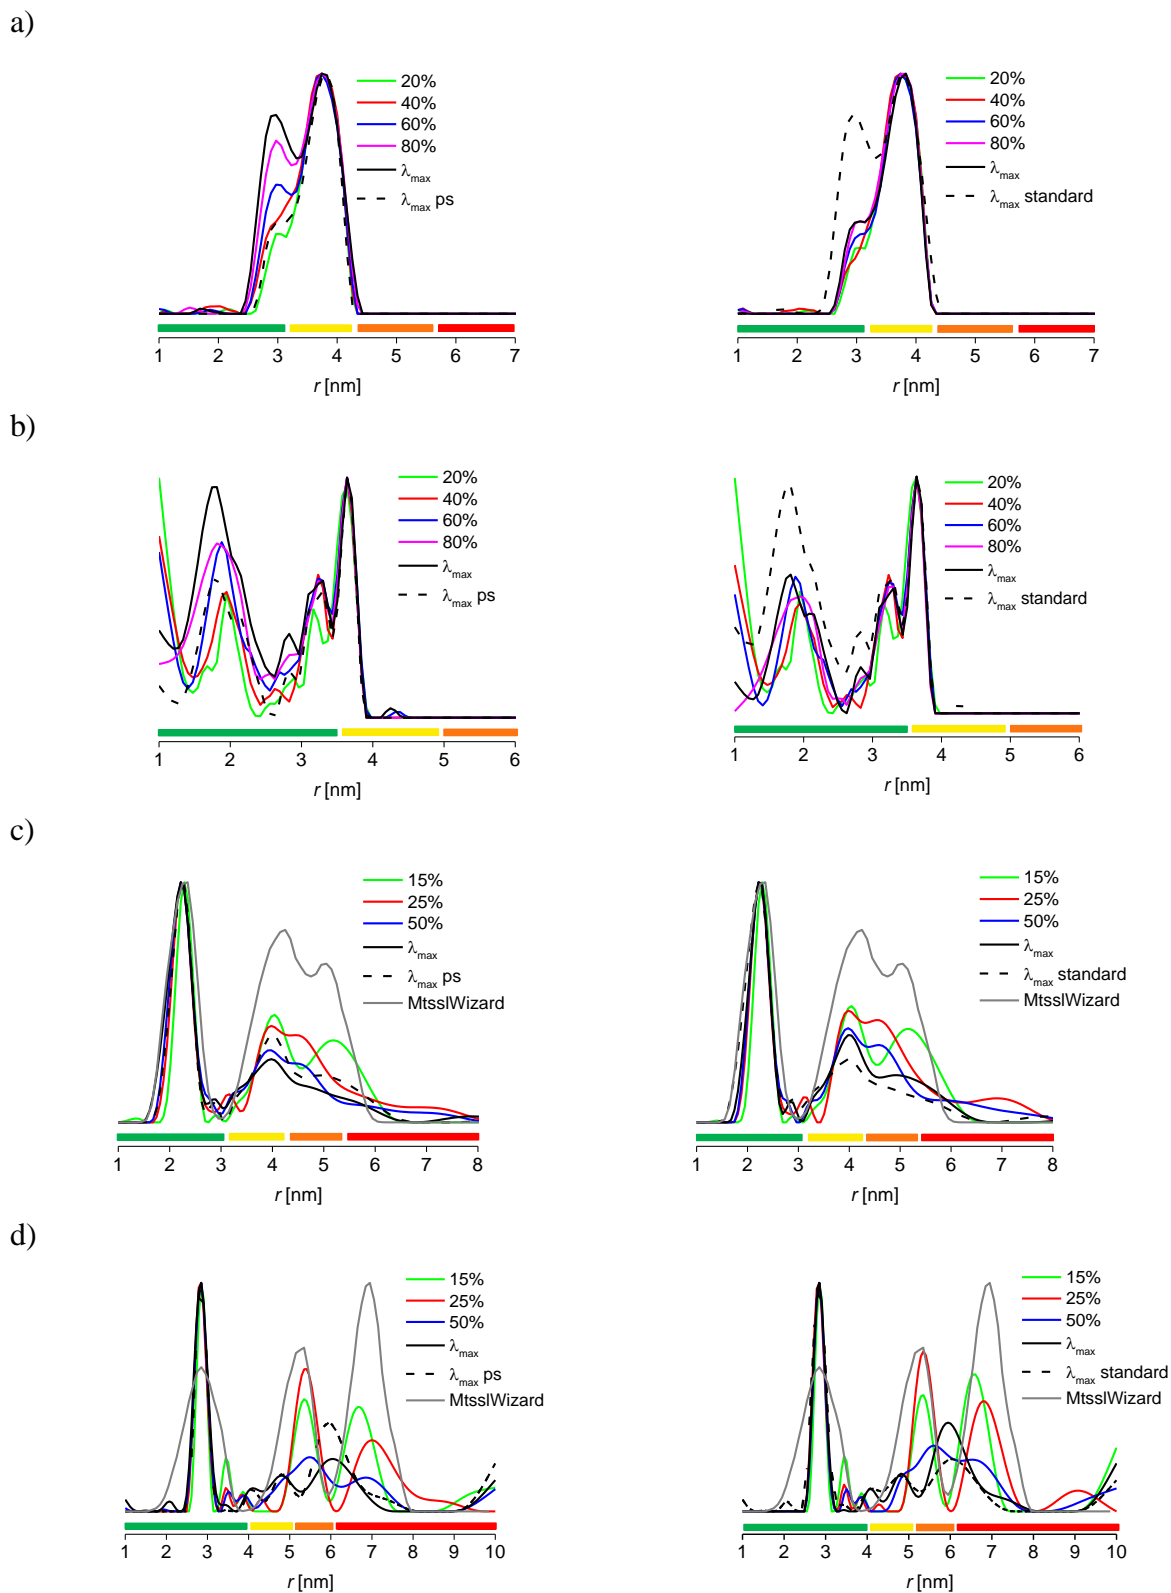 a)
20%
40%
60%
80%
λmax
λmax ps
1 2 3 4 5 6 7
r [nm]
20%
40%
60%
80%
λmax
λmax standard
1 2 3 4 5 6 7
r [nm]
b)
20%
40%
60%
80%
λmax
λmax ps
1 2 3 4 5 6
r [nm]
20%
40%
60%
80%
λmax
λmax standard
1 2 3 4 5 6
r [nm]
c)
15%
25%
50%
λmax
λmax ps
MtsslWizard
1 2 3 4 5 6 7 8
r [nm]
15%
25%
50%
λmax
λmax standard
MtsslWizard
1 2 3 4 5 6 7 8
r [nm]
d)
15%
25%
50%
λmax
λmax ps
MtsslWizard
1 2 3 4 5 6 7 8 9 10
r [nm]
15%
25%
50%
λmax
λmax standard
MtsslWizard
1 2 3 4 5 6 7 8 9 10
r [nm]